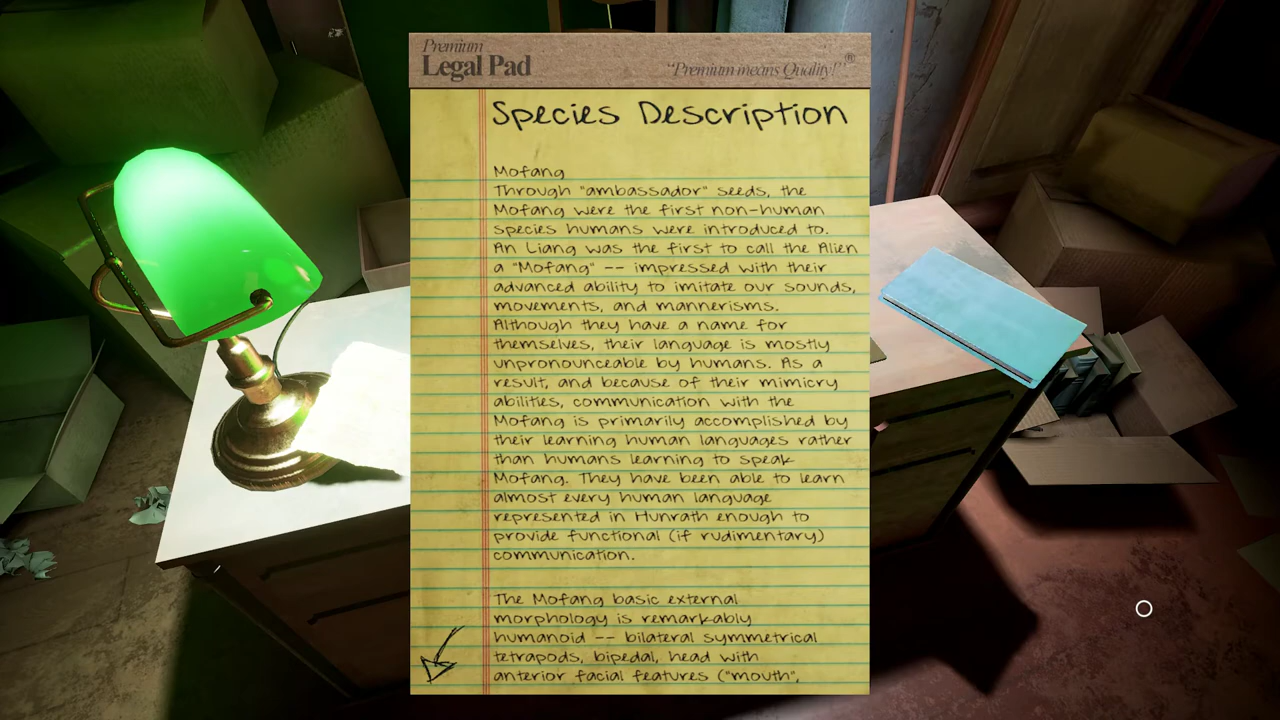 Premium
Legal Pad
"Premium means Quality!"®
Species Description
Mofang
Through "ambassador" seeds, the
Mofang were the first non-human
species humans were introduced to.
An Liang was the first to call the Alien
a "Mofang" -- impressed with their
advanced ability to imitate our sounds,
movements, and mannerisms.
Although they have a name for
themselves, their language is mostly
unpronounceable by humans. As a
result, and because of their mimicry
abilities, communication with the
Mofang is primarily accomplished by
their learning human languages rather
than humans learning to speak
Mofang. They have been able to learn
almost every human language
represented in Hunrath enough to
provide functional (if rudimentary)
communication.
The Mofang basic external
morphology is remarkably
humanoid -- bilateral symmetrical
tetrapods, bipedal, head with
anterior facial features ("mouth",